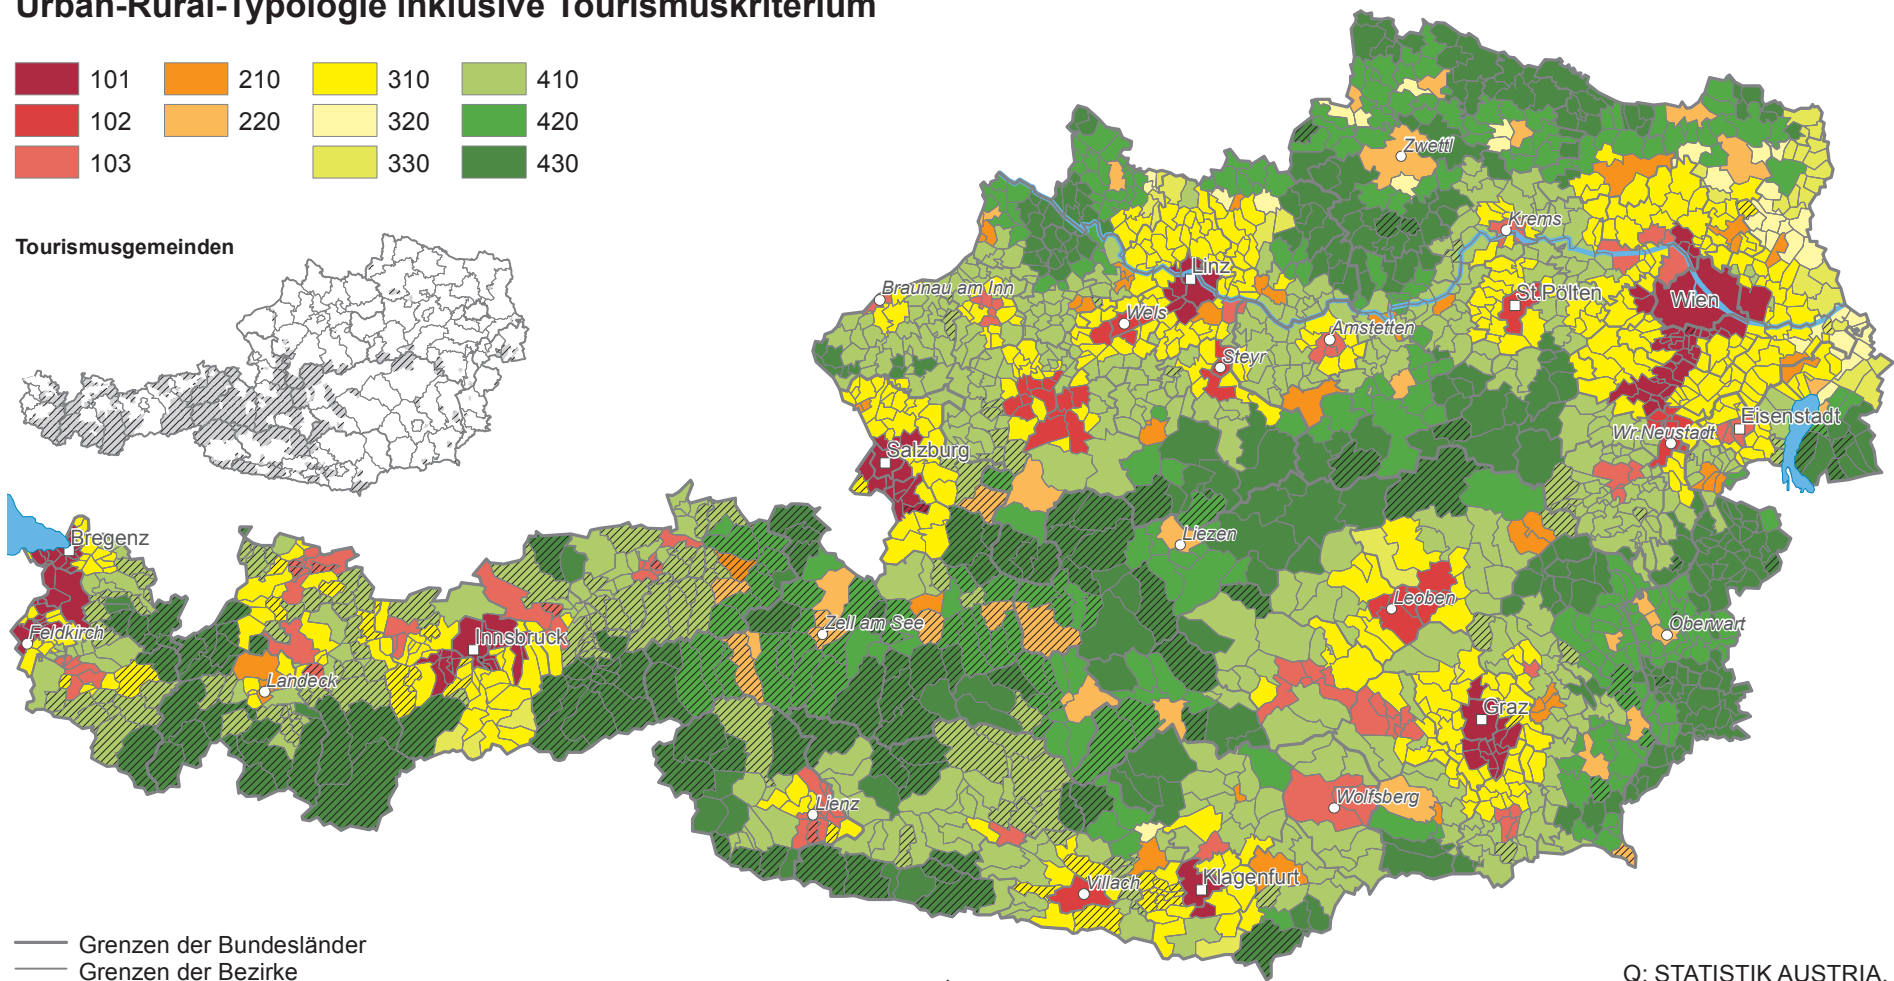 Urban-Rural-Typologie inklusive Tourismuskriterium
101 210 310 410
102 220 320 420
103 330 430
Tourismusgemeinden
Zwettl
Krems
Linz
Braunau am Inn
St.Pölten
Wien
Wels
Amstetten
Steyr
Eisenstadt
Wr.Neustadt
Salzburg
Liezen
Bregenz
Leoben
Feldkirch
Innsbruck
Zell am See
Oberwart
Landeck
Graz
Lienz
Wolfsberg
Villach
Klagenfurt
Grenzen der Bundesländer
Grenzen der Bezirke
Q: STATISTIK AUSTRIA.